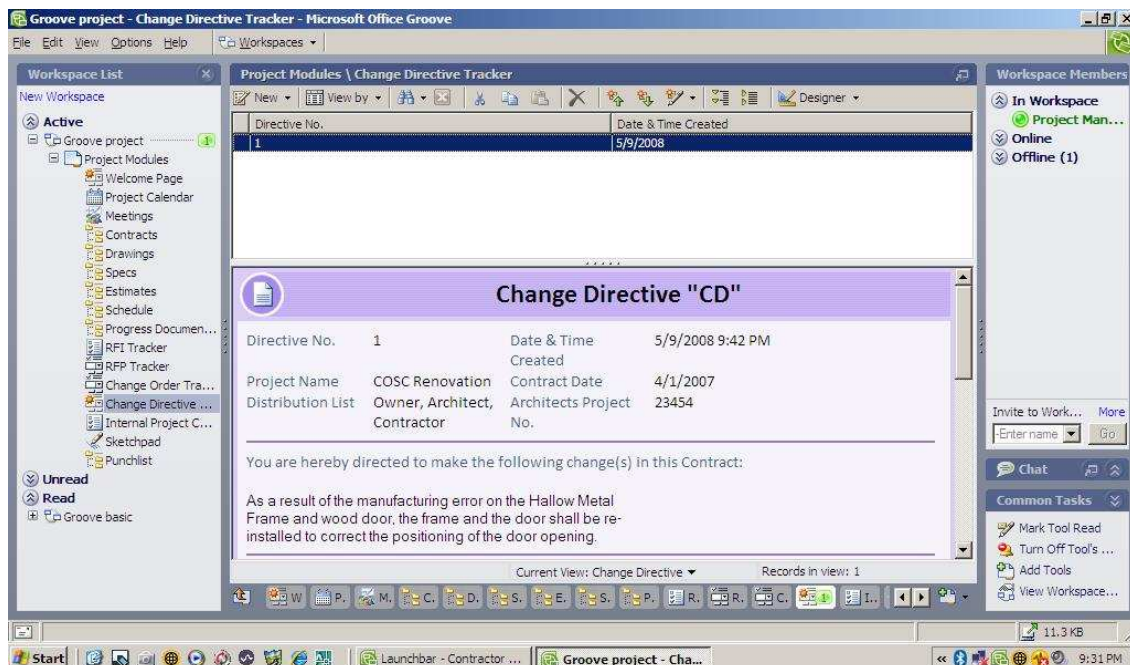 Groove project - Change Directive Tracker - Microsoft Office Groove
File Edit View Options Help Workspaces
Workspace List
New Workspace
Active
Groove project
Project Modules
Welcome Page
Project Calendar
Meetings
Contracts
Drawings
Specs
Estimates
Schedule
Progress Documen...
RFI Tracker
RFP Tracker
Change Order Tra...
Change Directive ...
Internal Project C...
Sketchpad
Punchlist
Unread
Read
Groove basic
Project Modules \ Change Directive Tracker
New View by Designer
Directive No. Date & Time Created
1 5/9/2008
Change Directive "CD"
Directive No. 1 Date & Time Created 5/9/2008 9:42 PM
Project Name COSC Renovation Contract Date 4/1/2007
Distribution List Owner, Architect, Contractor Architects Project No. 23454
You are hereby directed to make the following change(s) in this Contract:
As a result of the manufacturing error on the Hallow Metal
Frame and wood door, the frame and the door shall be re-
installed to correct the positioning of the door opening.
Current View: Change Directive Records in view: 1
W P. M. C. D. S. E. S. P. R. R. C. I..
Workspace Members
In Workspace
Project Man...
Online
Offline (1)
Invite to Work... More
-Enter name Go
Chat
Common Tasks
Mark Tool Read
Turn Off Tool's ...
Add Tools
View Workspace...
11.3 KB
Start Launchbar - Contractor ... Groove project - Cha... 9:31 PM